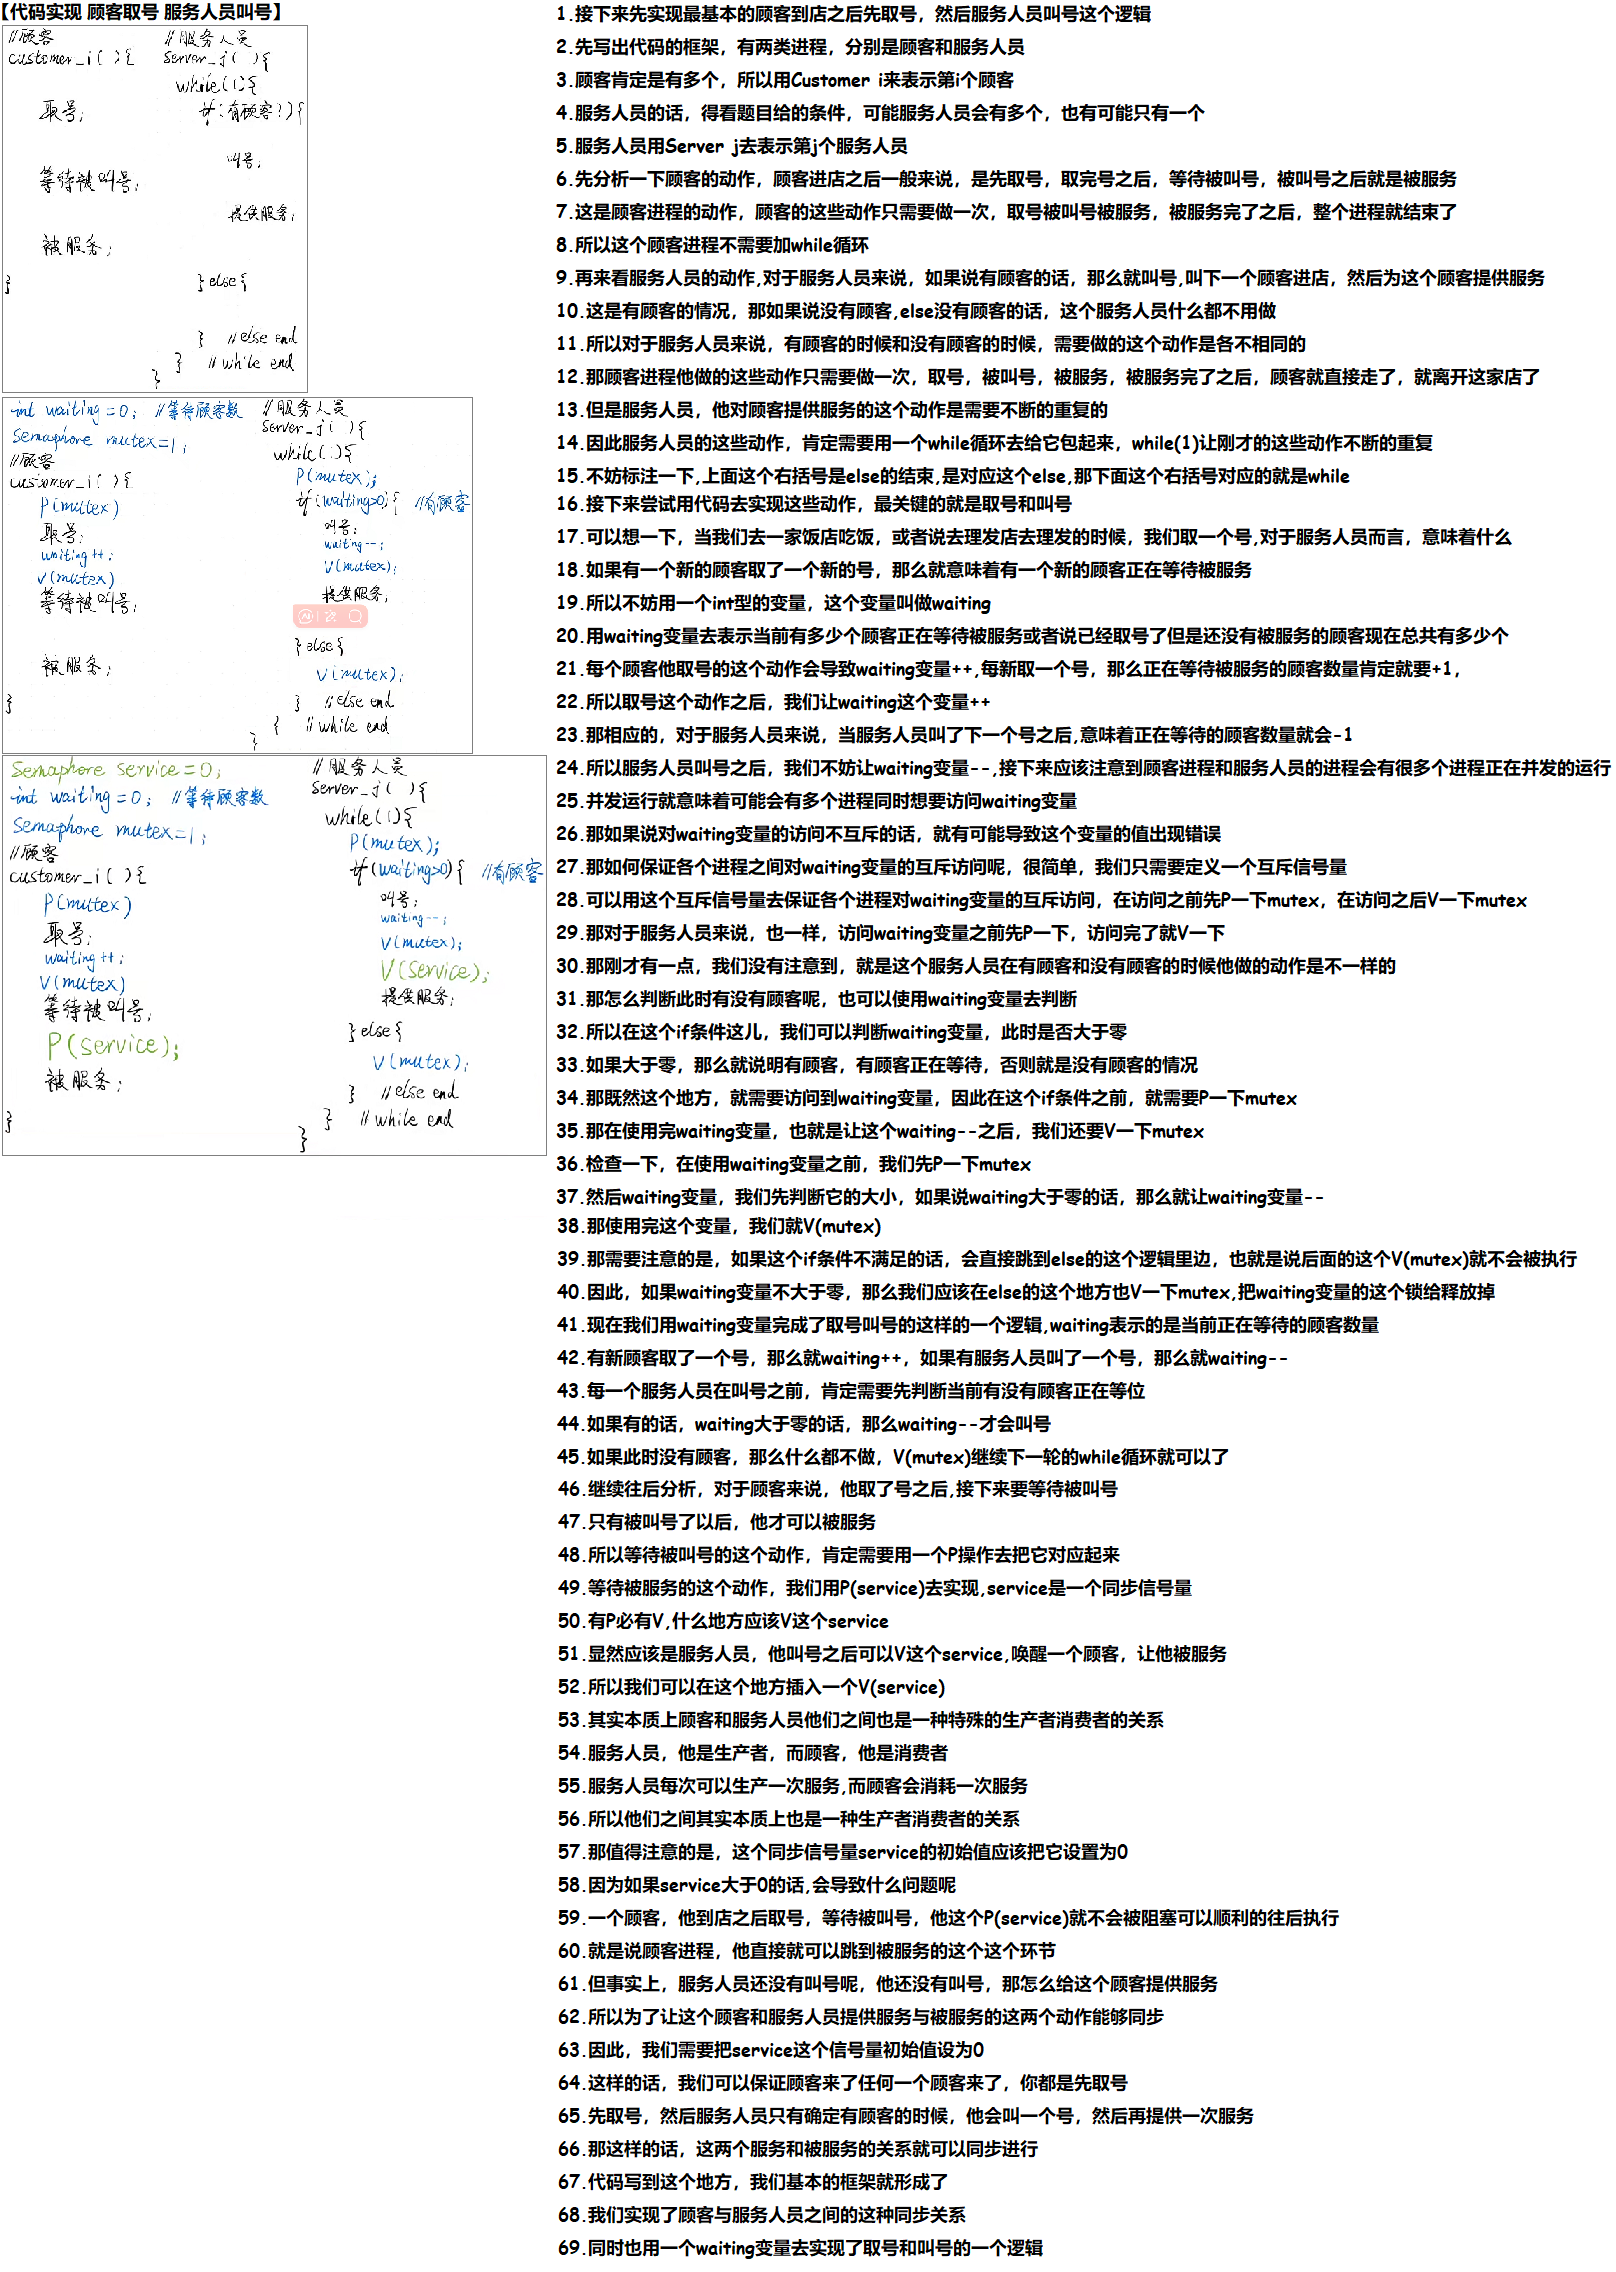 【代码实现 顾客取号 服务人员叫号】
//顾客
customer_i( ){
取号;
等待被叫号;
被服务;
}
//服务人员
Server_j( ){
while(1){
if(有顾客?){
叫号;
提供服务;
}else{
} //else end
} //while end
}
int waiting=0; //等待顾客数
Semaphore mutex=1;
//顾客
customer_i( ){
P(mutex)
取号;
waiting++;
V(mutex)
等待被叫号;
被服务;
}
//服务人员
Server_j( ){
while(1){
P(mutex);
if(waiting>0){ //有顾客
叫号;
waiting--;
V(mutex);
提供服务;
}else{
V(mutex);
} //else end
} //while end
}
Semaphore service=0;
int waiting=0; //等待顾客数
Semaphore mutex=1;
//顾客
customer_i( ){
P(mutex)
取号;
waiting++;
V(mutex)
等待被叫号;
P(service);
被服务;
}
//服务人员
Server_j( ){
while(1){
P(mutex);
if(waiting>0){ //有顾客
叫号;
waiting--;
V(mutex);
V(service);
提供服务;
}else{
V(mutex);
} //else end
} //while end
}
1.接下来先实现最基本的顾客到店之后先取号，然后服务人员叫号这个逻辑
2.先写出代码的框架，有两类进程，分别是顾客和服务人员
3.顾客肯定是有多个，所以用Customer i来表示第i个顾客
4.服务人员的话，得看题目给的条件，可能服务人员会有多个，也有可能只有一个
5.服务人员用Server j去表示第j个服务人员
6.先分析一下顾客的动作，顾客进店之后一般来说，是先取号，取完号之后，等待被叫号，被叫号之后就是被服务
7.这是顾客进程的动作，顾客的这些动作只需要做一次，取号被叫号被服务，被服务完了之后，整个进程就结束了
8.所以这个顾客进程不需要加while循环
9.再来看服务人员的动作,对于服务人员来说，如果说有顾客的话，那么就叫号,叫下一个顾客进店，然后为这个顾客提供服务
10.这是有顾客的情况，那如果说没有顾客,else没有顾客的话，这个服务人员什么都不用做
11.所以对于服务人员来说，有顾客的时候和没有顾客的时候，需要做的这个动作是各不相同的
12.那顾客进程他做的这些动作只需要做一次，取号，被叫号，被服务，被服务完了之后，顾客就直接走了，就离开这家店了
13.但是服务人员，他对顾客提供服务的这个动作是需要不断的重复的
14.因此服务人员的这些动作，肯定需要用一个while循环去给它包起来，while(1)让刚才的这些动作不断的重复
15.不妨标注一下,上面这个右括号是else的结束,是对应这个else,那下面这个右括号对应的就是while
16.接下来尝试用代码去实现这些动作，最关键的就是取号和叫号
17.可以想一下，当我们去一家饭店吃饭，或者说去理发店去理发的时候，我们取一个号,对于服务人员而言，意味着什么
18.如果有一个新的顾客取了一个新的号，那么就意味着有一个新的顾客正在等待被服务
19.所以不妨用一个int型的变量，这个变量叫做waiting
20.用waiting变量去表示当前有多少个顾客正在等待被服务或者说已经取号了但是还没有被服务的顾客现在总共有多少个
21.每个顾客他取号的这个动作会导致waiting变量++,每新取一个号，那么正在等待被服务的顾客数量肯定就要+1，
22.所以取号这个动作之后，我们让waiting这个变量++
23.那相应的，对于服务人员来说，当服务人员叫了下一个号之后,意味着正在等待的顾客数量就会-1
24.所以服务人员叫号之后，我们不妨让waiting变量--,接下来应该注意到顾客进程和服务人员的进程会有很多个进程正在并发的运行
25.并发运行就意味着可能会有多个进程同时想要访问waiting变量
26.那如果说对waiting变量的访问不互斥的话，就有可能导致这个变量的值出现错误
27.那如何保证各个进程之间对waiting变量的互斥访问呢，很简单，我们只需要定义一个互斥信号量
28.可以用这个互斥信号量去保证各个进程对waiting变量的互斥访问，在访问之前先P一下mutex，在访问之后V一下mutex
29.那对于服务人员来说，也一样，访问waiting变量之前先P一下，访问完了就V一下
30.那刚才有一点，我们没有注意到，就是这个服务人员在有顾客和没有顾客的时候他做的动作是不一样的
31.那怎么判断此时有没有顾客呢，也可以使用waiting变量去判断
32.所以在这个if条件这儿，我们可以判断waiting变量，此时是否大于零
33.如果大于零，那么就说明有顾客，有顾客正在等待，否则就是没有顾客的情况
34.那既然这个地方，就需要访问到waiting变量，因此在这个if条件之前，就需要P一下mutex
35.那在使用完waiting变量，也就是让这个waiting--之后，我们还要V一下mutex
36.检查一下，在使用waiting变量之前，我们先P一下mutex
37.然后waiting变量，我们先判断它的大小，如果说waiting大于零的话，那么就让waiting变量--
38.那使用完这个变量，我们就V(mutex)
39.那需要注意的是，如果这个if条件不满足的话，会直接跳到else的这个逻辑里边，也就是说后面的这个V(mutex)就不会被执行
40.因此，如果waiting变量不大于零，那么我们应该在else的这个地方也V一下mutex,把waiting变量的这个锁给释放掉
41.现在我们用waiting变量完成了取号叫号的这样的一个逻辑,waiting表示的是当前正在等待的顾客数量
42.有新顾客取了一个号，那么就waiting++，如果有服务人员叫了一个号，那么就waiting--
43.每一个服务人员在叫号之前，肯定需要先判断当前有没有顾客正在等位
44.如果有的话，waiting大于零的话，那么waiting--才会叫号
45.如果此时没有顾客，那么什么都不做，V(mutex)继续下一轮的while循环就可以了
46.继续往后分析，对于顾客来说，他取了号之后,接下来要等待被叫号
47.只有被叫号了以后，他才可以被服务
48.所以等待被叫号的这个动作，肯定需要用一个P操作去把它对应起来
49.等待被服务的这个动作，我们用P(service)去实现,service是一个同步信号量
50.有P必有V,什么地方应该V这个service
51.显然应该是服务人员，他叫号之后可以V这个service,唤醒一个顾客，让他被服务
52.所以我们可以在这个地方插入一个V(service)
53.其实本质上顾客和服务人员他们之间也是一种特殊的生产者消费者的关系
54.服务人员，他是生产者，而顾客，他是消费者
55.服务人员每次可以生产一次服务,而顾客会消耗一次服务
56.所以他们之间其实本质上也是一种生产者消费者的关系
57.那值得注意的是，这个同步信号量service的初始值应该把它设置为0
58.因为如果service大于0的话,会导致什么问题呢
59.一个顾客，他到店之后取号，等待被叫号，他这个P(service)就不会被阻塞可以顺利的往后执行
60.就是说顾客进程，他直接就可以跳到被服务的这个这个环节
61.但事实上，服务人员还没有叫号呢，他还没有叫号，那怎么给这个顾客提供服务
62.所以为了让这个顾客和服务人员提供服务与被服务的这两个动作能够同步
63.因此，我们需要把service这个信号量初始值设为0
64.这样的话，我们可以保证顾客来了任何一个顾客来了，你都是先取号
65.先取号，然后服务人员只有确定有顾客的时候，他会叫一个号，然后再提供一次服务
66.那这样的话，这两个服务和被服务的关系就可以同步进行
67.代码写到这个地方，我们基本的框架就形成了
68.我们实现了顾客与服务人员之间的这种同步关系
69.同时也用一个waiting变量去实现了取号和叫号的一个逻辑